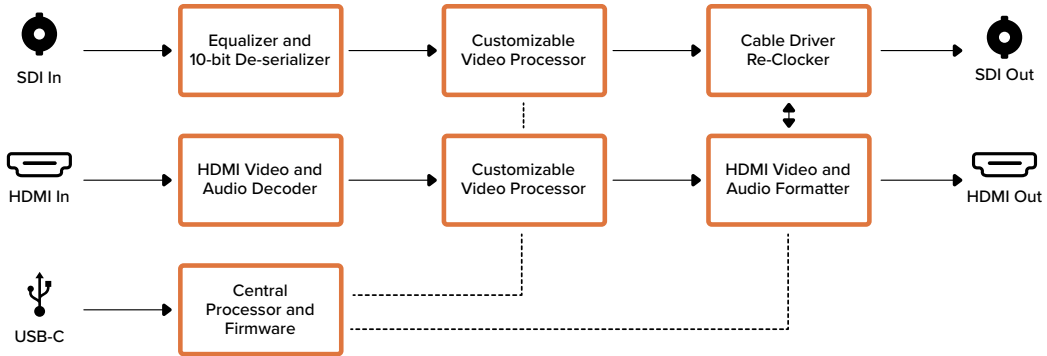 SDI In
Equalizer and
10-bit De-serializer
Customizable
Video Processor
Cable Driver
Re-Clocker
SDI Out
HDMI In
HDMI Video and
Audio Decoder
Customizable
Video Processor
HDMI Video and
Audio Formatter
HDMI Out
USB-C
Central
Processor and
Firmware